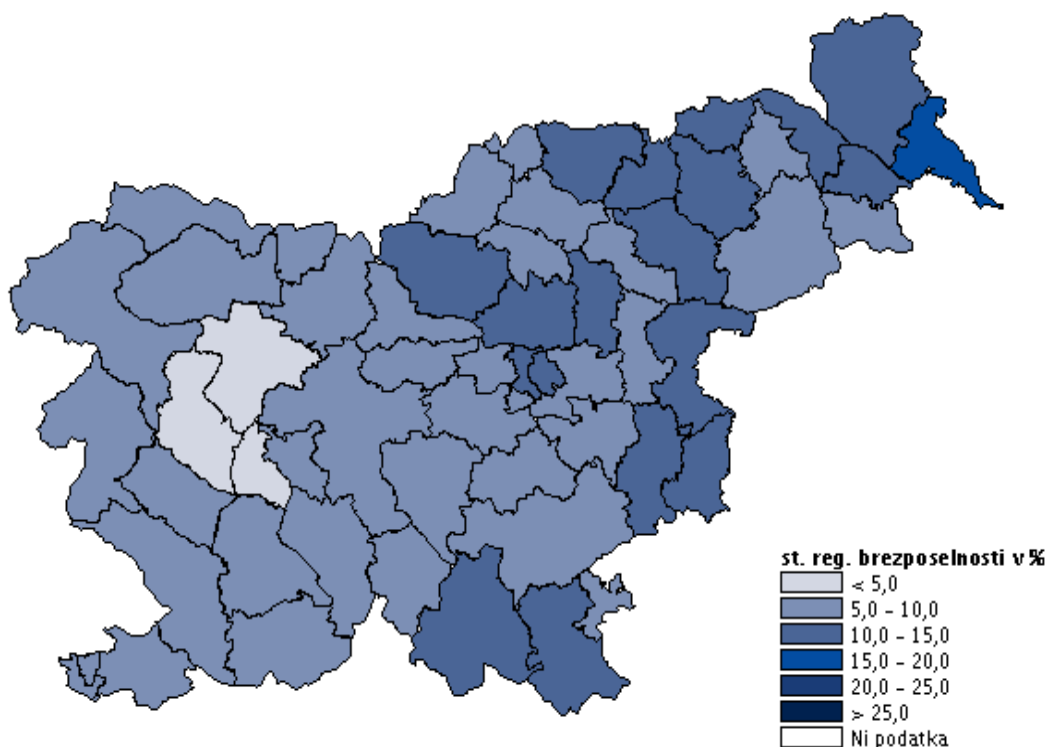 st. reg. brezposelnosti v %
< 5,0
5,0 - 10,0
10,0 - 15,0
15,0 - 20,0
20,0 - 25,0
> 25,0
Ni podatka